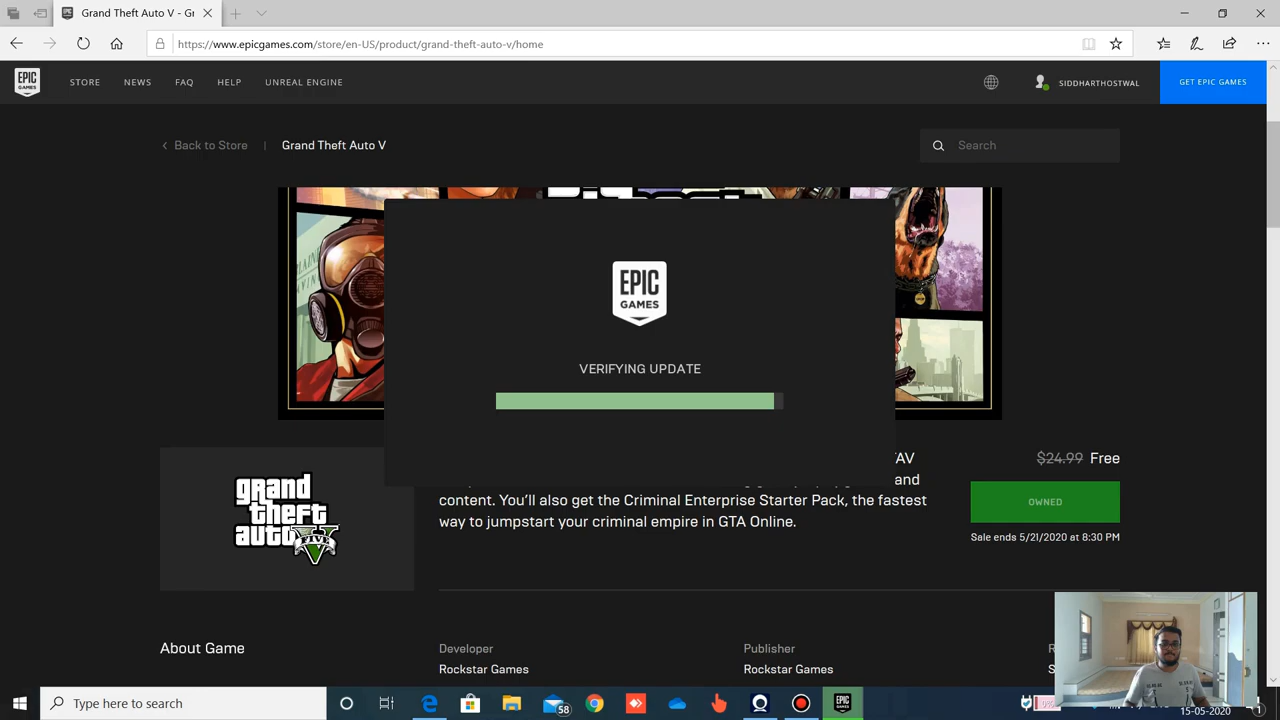 Grand Theft Auto V - Gr
https://www.epicgames.com/store/en-US/product/grand-theft-auto-v/home
EPIC GAMES
STORE
NEWS
FAQ
HELP
UNREAL ENGINE
SIDDHARTHOSTWAL
GET EPIC GAMES
Back to Store
Grand Theft Auto V
Search
EPIC
GAMES
VERIFYING UPDATE
grand
theft
auto
FIVE
and
content. You'll also get the Criminal Enterprise Starter Pack, the fastest
way to jumpstart your criminal empire in GTA Online.
$24.99 Free
OWNED
Sale ends 5/21/2020 at 8:30 PM
About Game
Developer
Rockstar Games
Publisher
Rockstar Games
Type here to search
58
15-05-2020